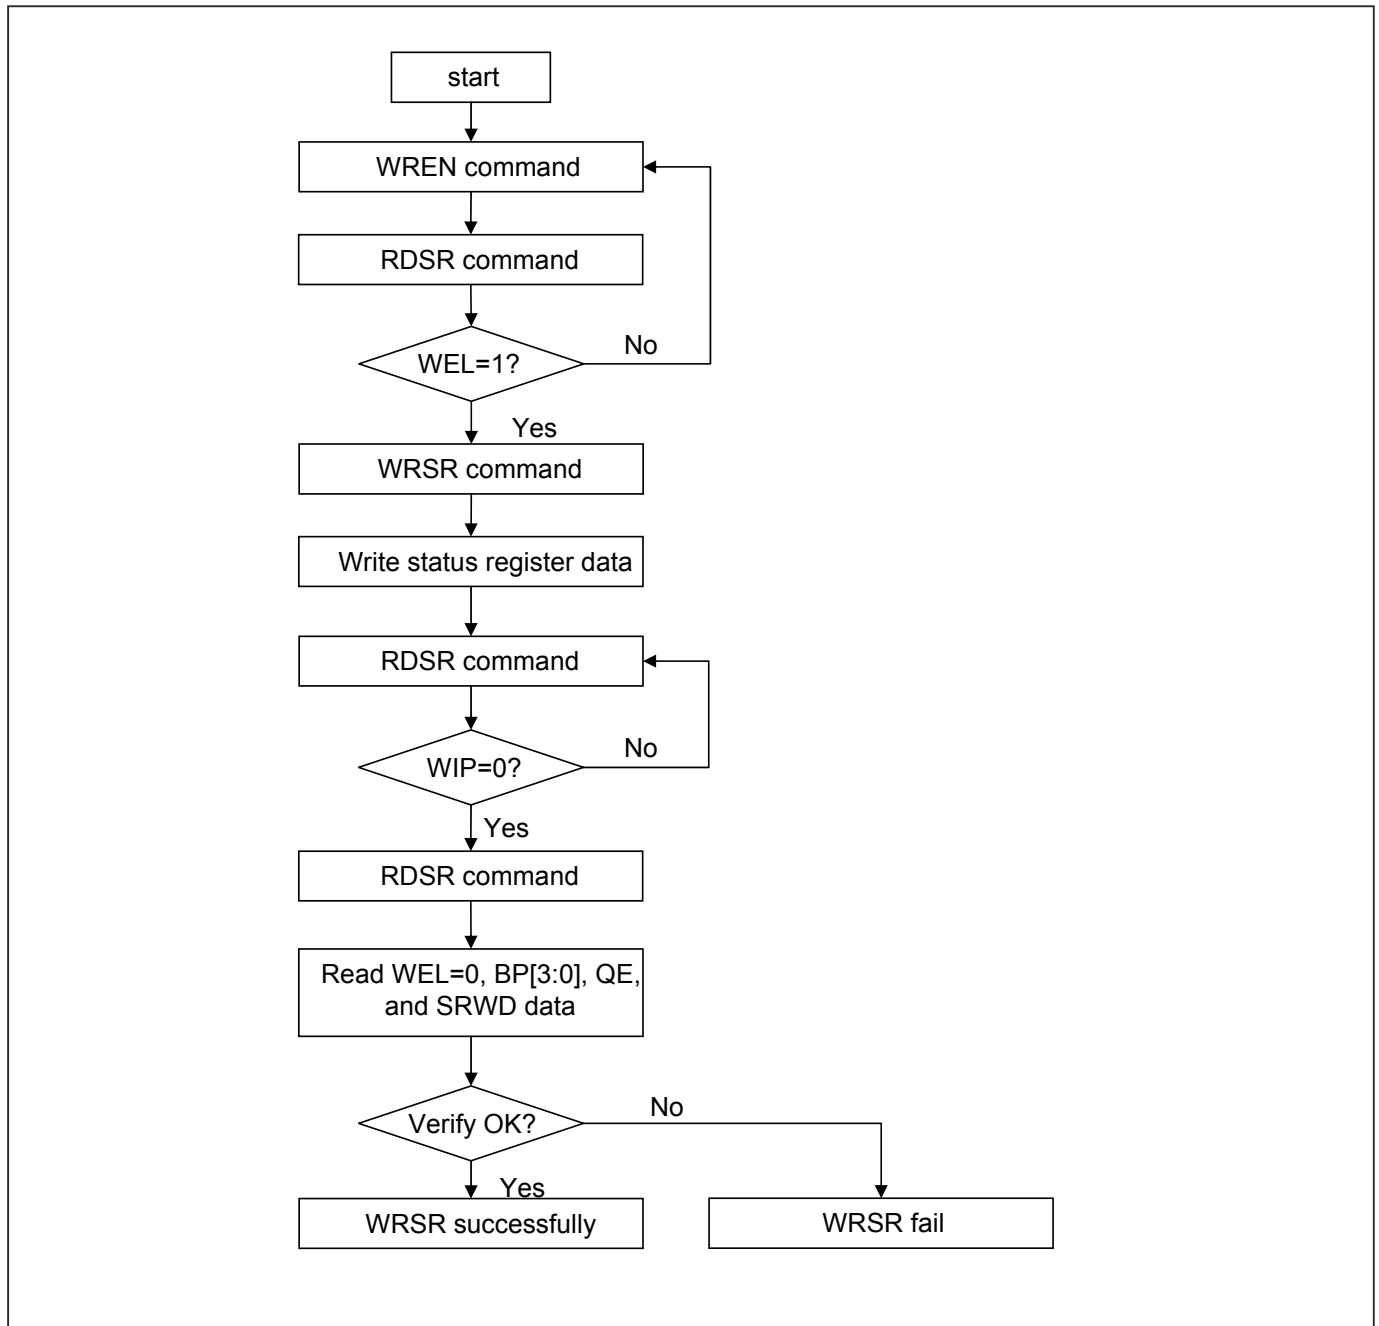 start
WREN command
RDSR command
WEL=1?
No
Yes
WRSR command
Write status register data
RDSR command
WIP=0?
No
Yes
RDSR command
Read WEL=0, BP[3:0], QE,
and SRWD data
Verify OK?
No
Yes
WRSR successfully
WRSR fail